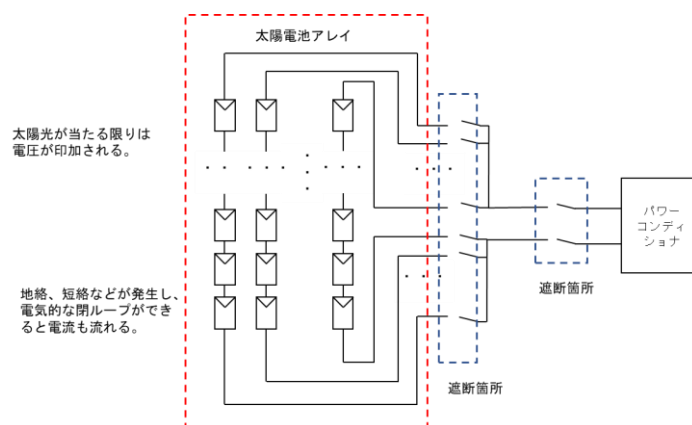 太陽電池アレイ
太陽光が当たる限りは
電圧が印加される。
地絡、短絡などが発生し、
電気的な閉ループができ
ると電流も流れる。
パワー
コンディ
ショナ
遮断箇所
遮断箇所